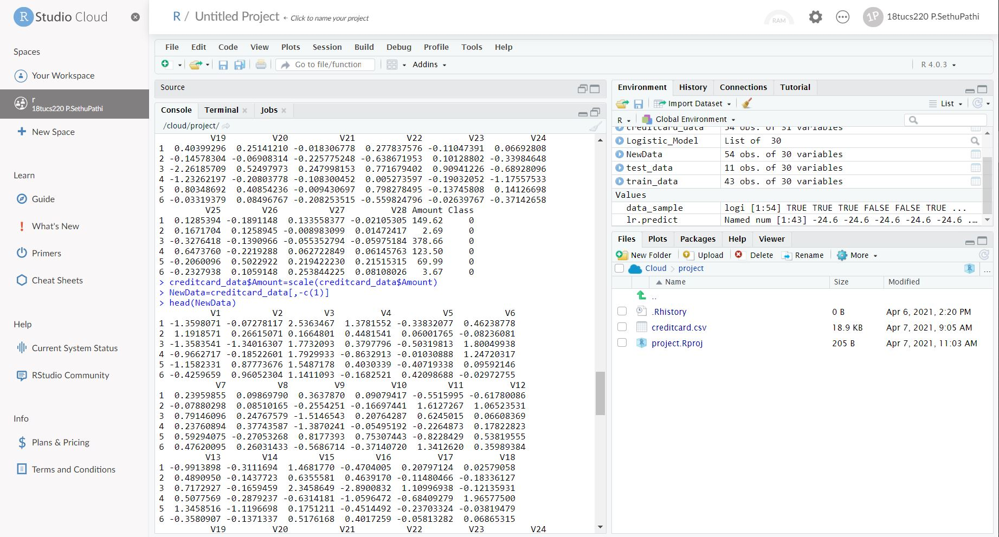 R Studio Cloud
Spaces
Your Workspace
r
18tucs220 P.SethuPathi
New Space
Learn
Guide
What's New
Primers
Cheat Sheets
Help
Current System Status
RStudio Community
Info
Plans & Pricing
Terms and Conditions
R / Untitled Project ← Click to name your project
RAM
1P 18tucs220 P.SethuPathi
File Edit Code View Plots Session Build Debug Profile Tools Help
Go to file/function Addins R 4.0.3
Source
Console Terminal Jobs
/cloud/project/
V19 V20 V21 V22 V23 V24
1 0.40399296 0.25141210 -0.018306778 0.277837576 -0.11047391 0.06692808
2 -0.14578304 -0.06908314 -0.225775248 -0.638671953 0.10128802 -0.33984648
3 -2.26185709 0.52497973 0.247998153 0.771679402 0.90941226 -0.68928096
4 -1.23262197 -0.20803778 -0.108300452 0.005273597 -0.19032052 -1.17557533
5 0.80348692 0.40854236 -0.009430697 0.798278495 -0.13745808 0.14126698
6 -0.03319379 0.08496767 -0.208253515 -0.559824796 -0.02639767 -0.37142658
V25 V26 V27 V28 Amount Class
1 0.1285394 -0.1891148 0.133558377 -0.02105305 149.62 0
2 0.1671704 0.1258945 -0.008983099 0.01472417 2.69 0
3 -0.3276418 -0.1390966 -0.055352794 -0.05975184 378.66 0
4 0.6473760 -0.2219288 0.062722849 0.06145763 123.50 0
5 -0.2060096 0.5022922 0.219422230 0.21515315 69.99 0
6 -0.2327938 0.1059148 0.253844225 0.08108026 3.67 0
> creditcard_data$Amount=scale(creditcard_data$Amount)
> NewData=creditcard_data[,-c(1)]
> head(NewData)
V1 V2 V3 V4 V5 V6
1 -1.3598071 -0.07278117 2.5363467 1.3781552 -0.33832077 0.46238778
2 1.1918571 0.26615071 0.1664801 0.4481541 0.06001765 -0.08236081
3 -1.3583541 -1.34016307 1.7732093 0.3797796 -0.50319813 1.80049938
4 -0.9662717 -0.18522601 1.7929933 -0.8632913 -0.01030888 1.24720317
5 -1.1582331 0.87773676 1.5487178 0.4030339 -0.40719338 0.09592146
6 -0.4259659 0.96052304 1.1411093 -0.1682521 0.42098688 -0.02972755
V7 V8 V9 V10 V11 V12
1 0.23959855 0.09869790 0.3637870 0.09079417 -0.5515995 -0.61780086
2 -0.07880298 0.08510165 -0.2554251 -0.16697441 1.6127267 1.06523531
3 0.79146096 0.24767579 -1.5146543 0.20764287 0.6245015 0.06608369
4 0.23760894 0.37743587 -1.3870241 -0.05495192 -0.2264873 0.17822823
5 0.59294075 -0.27053268 0.8177393 0.75307443 -0.8228429 0.53819555
6 0.47620095 0.26031433 -0.5686714 -0.37140720 1.3412620 0.35989384
V13 V14 V15 V16 V17 V18
1 -0.9913898 -0.3111694 1.4681770 -0.4704005 0.20797124 0.02579058
2 0.4890950 -0.1437723 0.6355581 0.4639170 -0.11480466 -0.18336127
3 0.7172927 -0.1659459 2.3458649 -2.8900832 1.10996938 -0.12135931
4 0.5077569 -0.2879237 -0.6314181 -1.0596472 -0.68409279 1.96577500
5 1.3458516 -1.1196698 0.1751211 -0.4514492 -0.23703324 -0.03819479
6 -0.3580907 -0.1371337 0.5176168 0.4017259 -0.05813282 0.06865315
V19 V20 V21 V22 V23 V24
Environment History Connections Tutorial
Import Dataset List
R Global Environment
creditcard_data 54 obs. of 31 variables
Logistic_Model List of 30
NewData 54 obs. of 30 variables
test_data 11 obs. of 30 variables
train_data 43 obs. of 30 variables
Values
data_sample logi [1:54] TRUE TRUE TRUE FALSE FALSE TRUE ...
lr.predict Named num [1:43] -24.6 -24.6 -24.6 -24.6 -24.6 ...
Files Plots Packages Help Viewer
New Folder Upload Delete Rename More
Cloud > project R ...
Name Size Modified
..
.Rhistory 0 B Apr 6, 2021, 2:20 PM
creditcard.csv 18.9 KB Apr 7, 2021, 9:05 AM
project.Rproj 205 B Apr 7, 2021, 11:03 AM